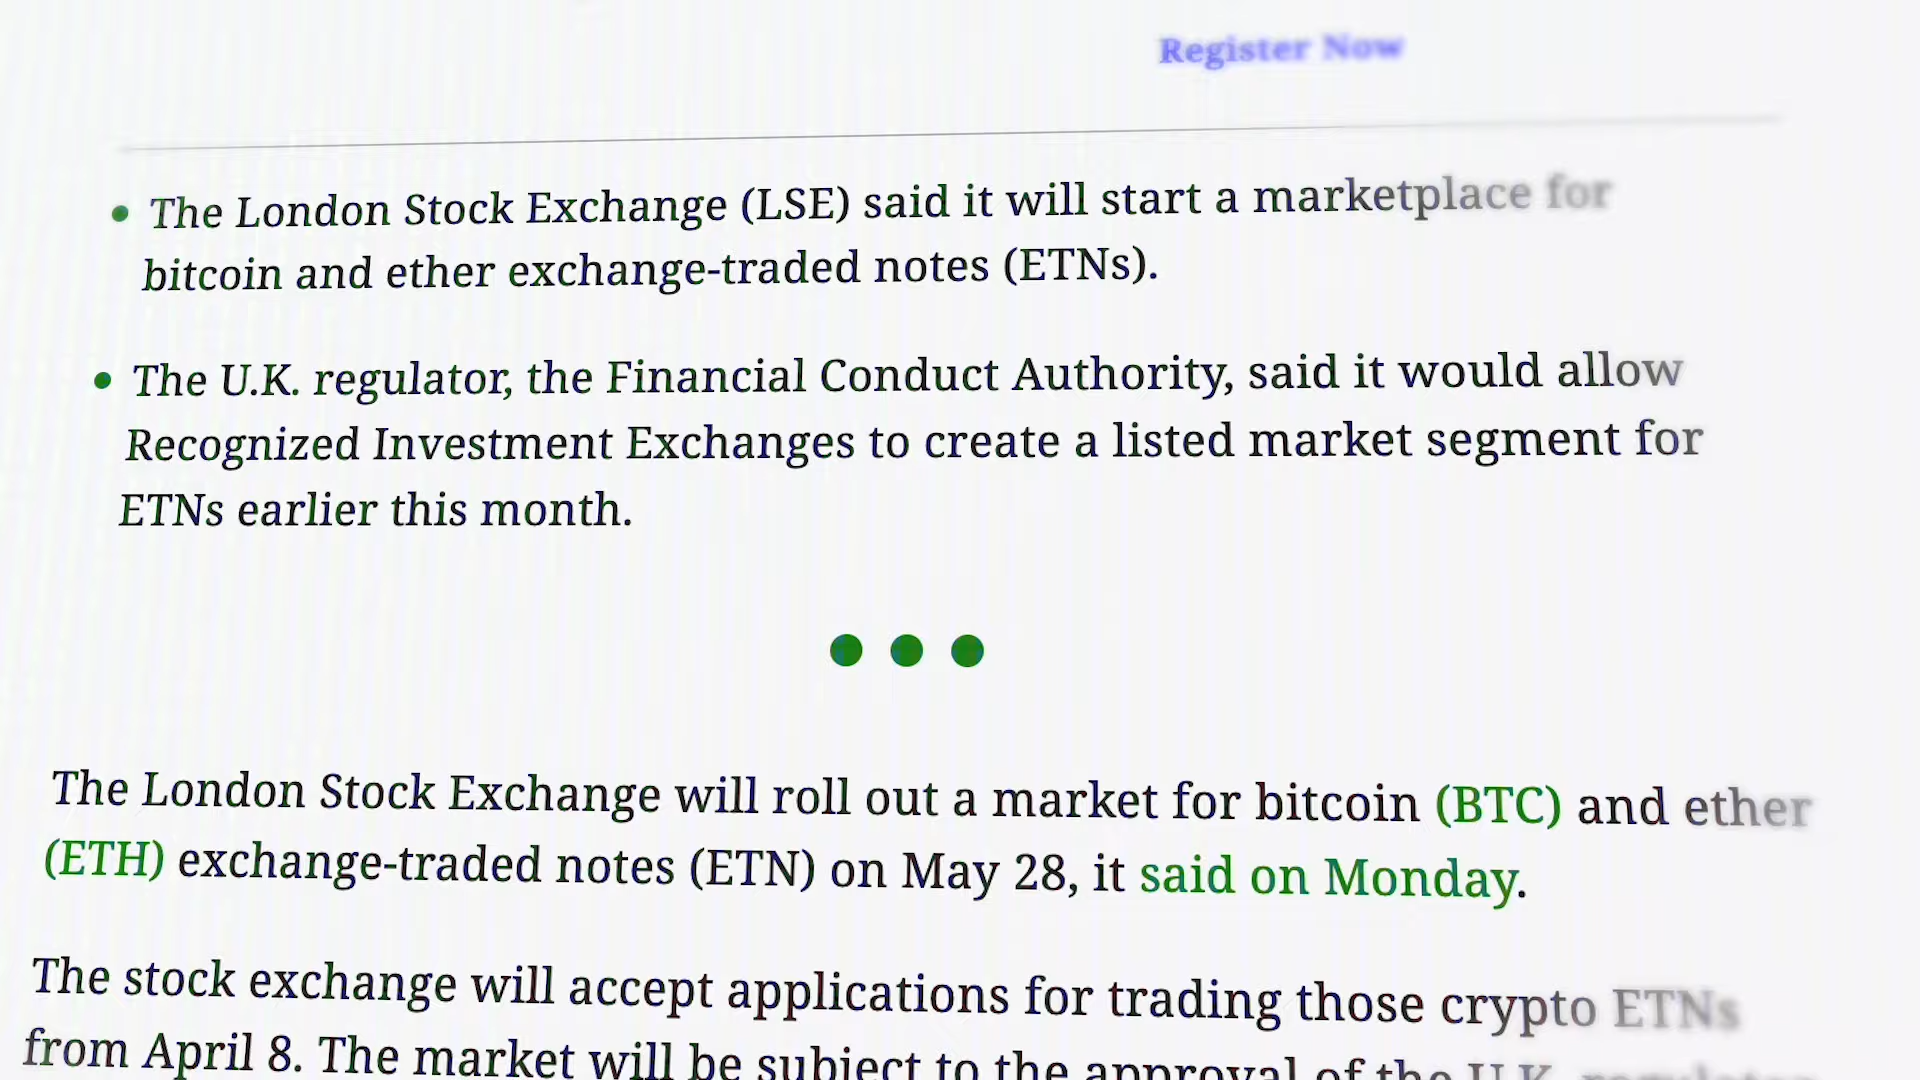 Register Now
The London Stock Exchange (LSE) said it will start a marketplace for
bitcoin and ether exchange-traded notes (ETNs).
The U.K. regulator, the Financial Conduct Authority, said it would allow
Recognized Investment Exchanges to create a listed market segment for
ETNs earlier this month.
The London Stock Exchange will roll out a market for bitcoin (BTC) and ether
(ETH) exchange-traded notes (ETN) on May 28, it said on Monday.
The stock exchange will accept applications for trading those crypto ETNs
from April 8. The market will be subject to the approval of the U.K.